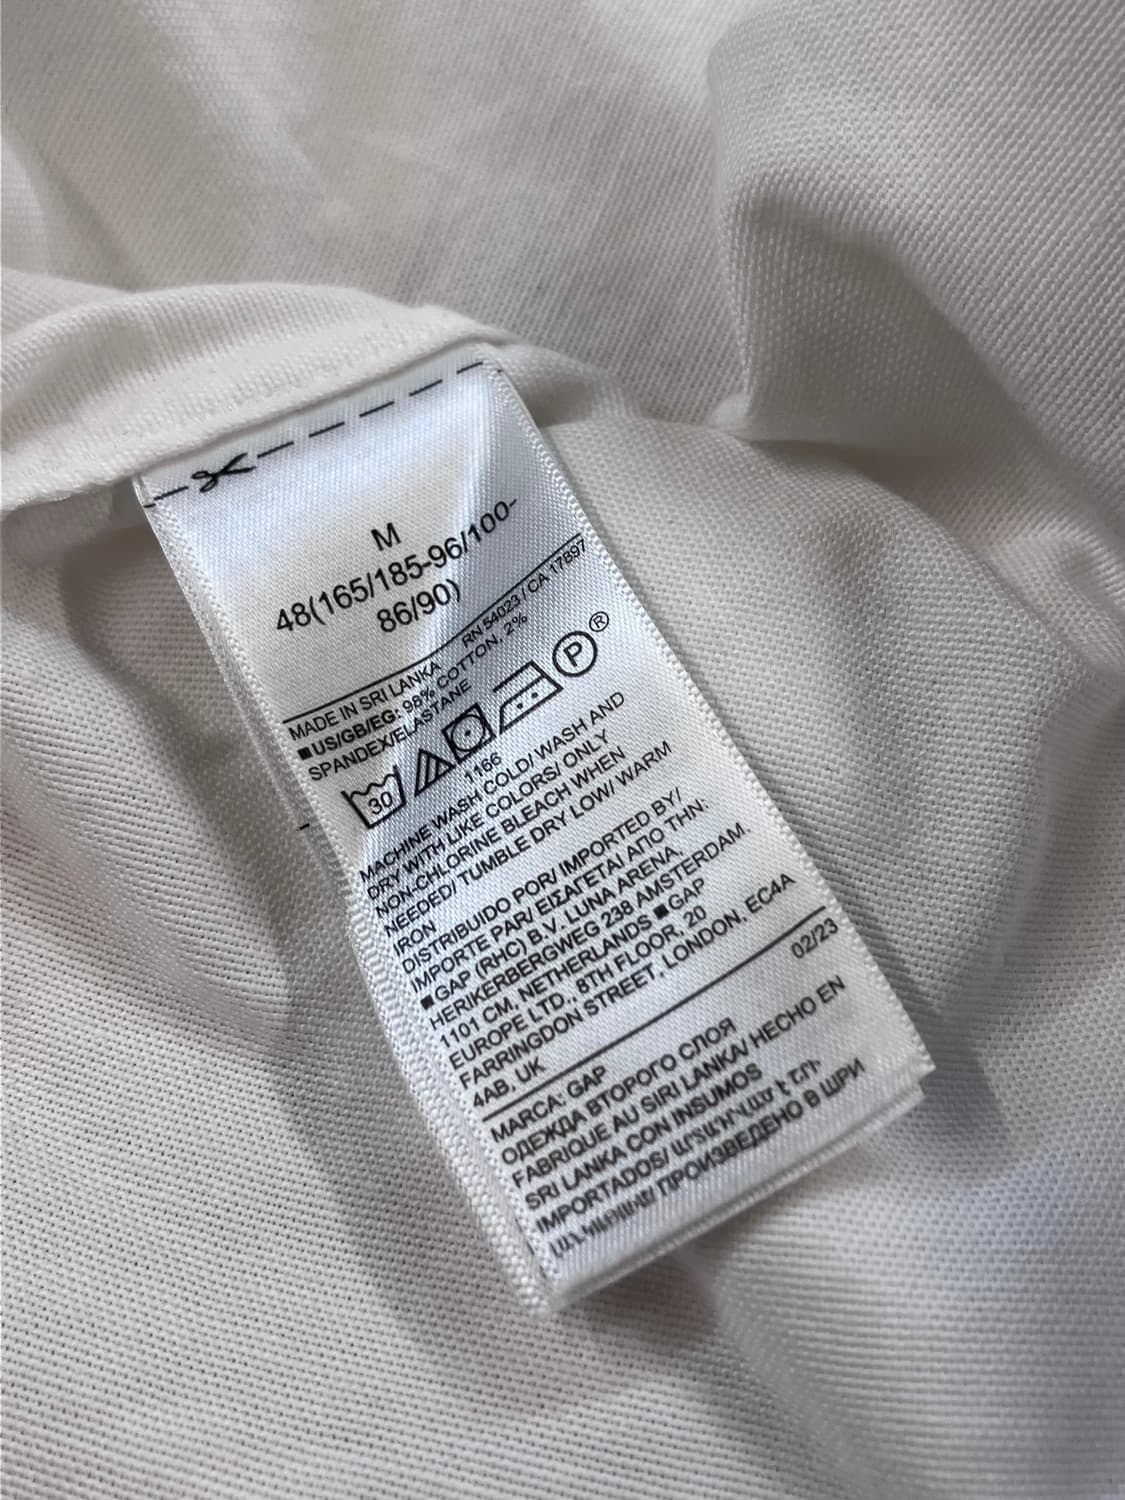 M
48(165/185-96/100-
86/90)
MADE IN SRI LANKA RN 54023 / CA 17897
■US/GB/EG: 98% COTTON, 2%
SPANDEX/ELASTANE
30 P ®
1166
MACHINE WASH COLD/ WASH AND
DRY WITH LIKE COLORS/ ONLY
NON-CHLORINE BLEACH WHEN
NEEDED/ TUMBLE DRY LOW/ WARM
IRON
DISTRIBUIDO POR/ IMPORTED BY/
IMPORTE PAR/ ΕΙΣΑΓΕΤΑΙ ΑΠΟ ΤΗΝ:
■GAP (RHC) B.V. LUNA ARENA,
HERIKERBERGWEG 238 AMSTERDAM.
1101 CM, NETHERLANDS ■GAP
EUROPE LTD., 8TH FLOOR, 20
FARRINGDON STREET, LONDON, EC4A
4AB, UK
02/23
MARCA: GAP
ОДЕЖДА ВТОРОГО СЛОЯ
FABRIQUE AU SIRI LANKA/ HECHO EN
SRI LANKA CON INSUMOS
IMPORTADOS/ ԱՐՏԱԴՐՎԱԾ Է ՇՐԻ
ԼԱՆԿԱՅՈՒՄ/ ПРОИЗВЕДЕНО В ШРИ